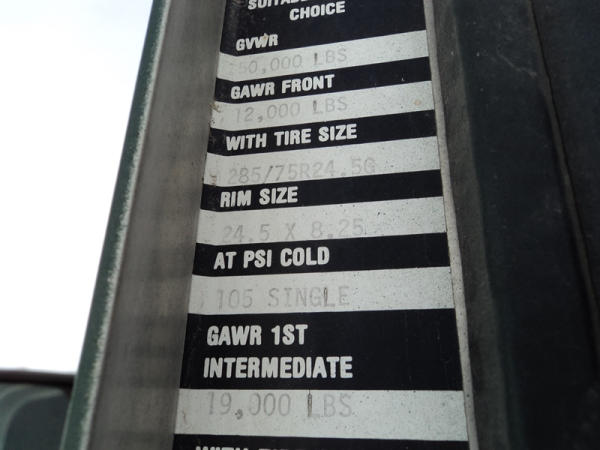 CHOICE
GVWR
50,000 LBS
GAWR FRONT
12,000 LBS
WITH TIRE SIZE
285/75R24.5G
RIM SIZE
24.5 X 8.25
AT PSI COLD
105 SINGLE
GAWR 1ST
INTERMEDIATE
19,000 LBS